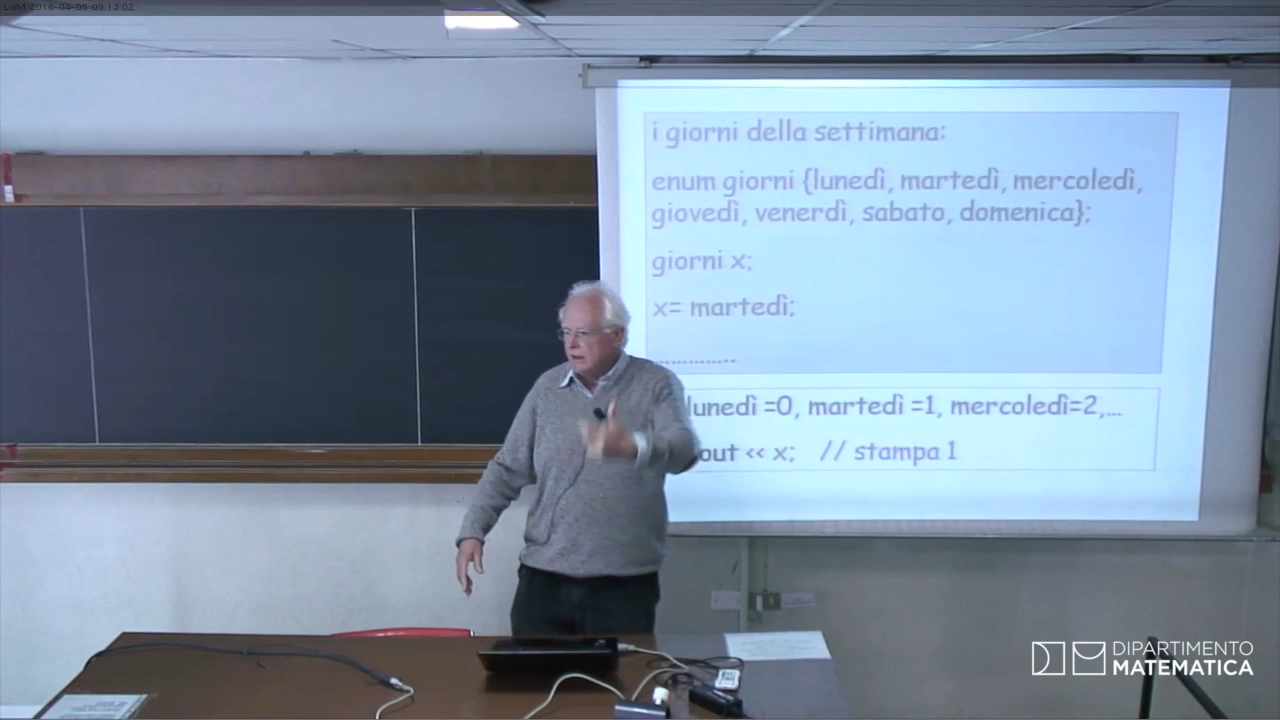 LuM 2016-04-05 09:13:02
i giorni della settimana:
enum giorni {lunedì, martedì, mercoledì,
giovedì, venerdì, sabato, domenica};
giorni x;
x= martedì;
.............
lunedì =0, martedì =1, mercoledì=2,...
out << x; // stampa 1
DIPARTIMENTO
MATEMATICA